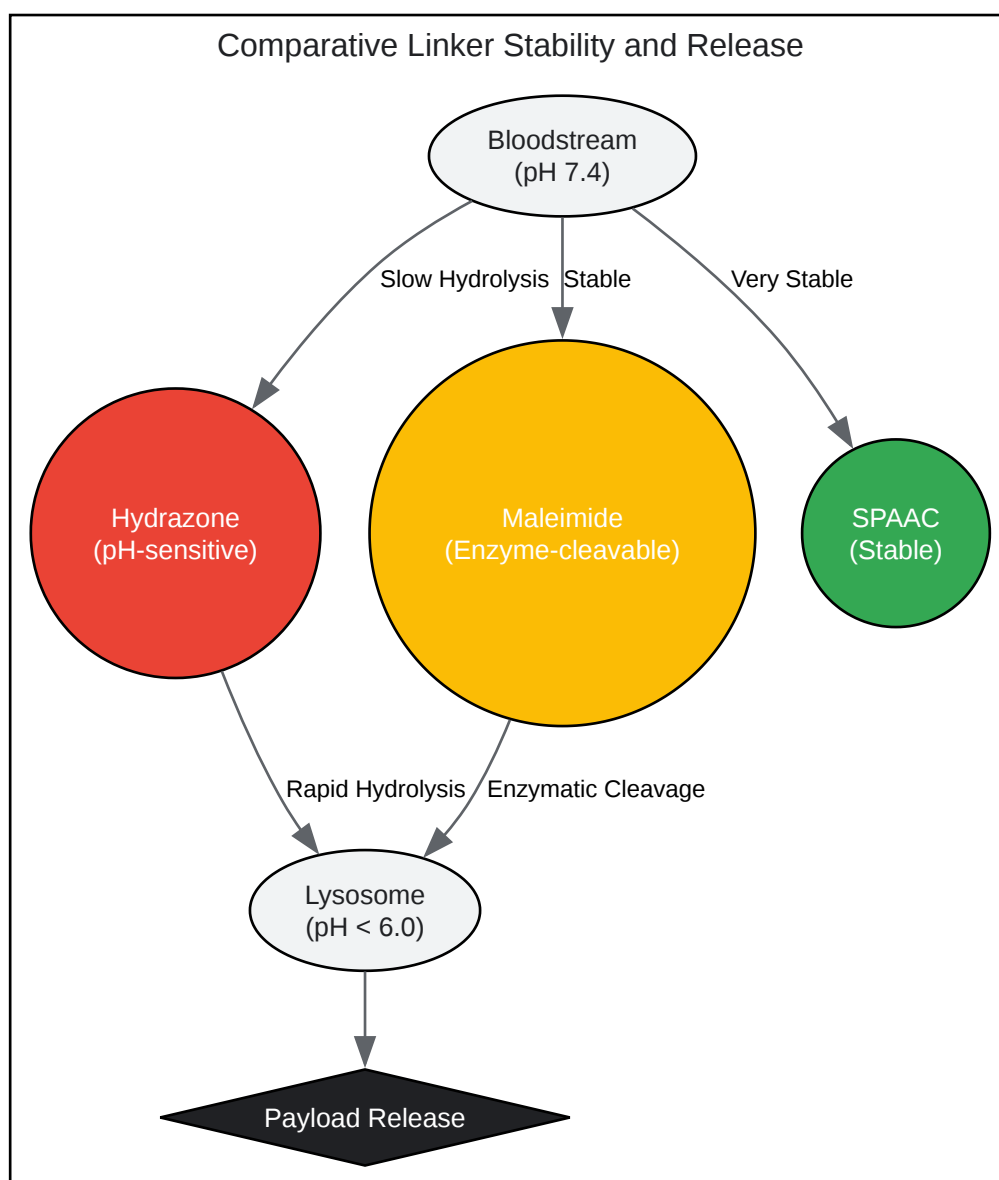 Comparative Linker Stability and Release
Bloodstream
(pH 7.4)
Slow Hydrolysis
Stable
Very Stable
Hydrazone
(pH-sensitive)
Maleimide
(Enzyme-cleavable)
SPAAC
(Stable)
Rapid Hydrolysis
Enzymatic Cleavage
Lysosome
(pH < 6.0)
Payload Release